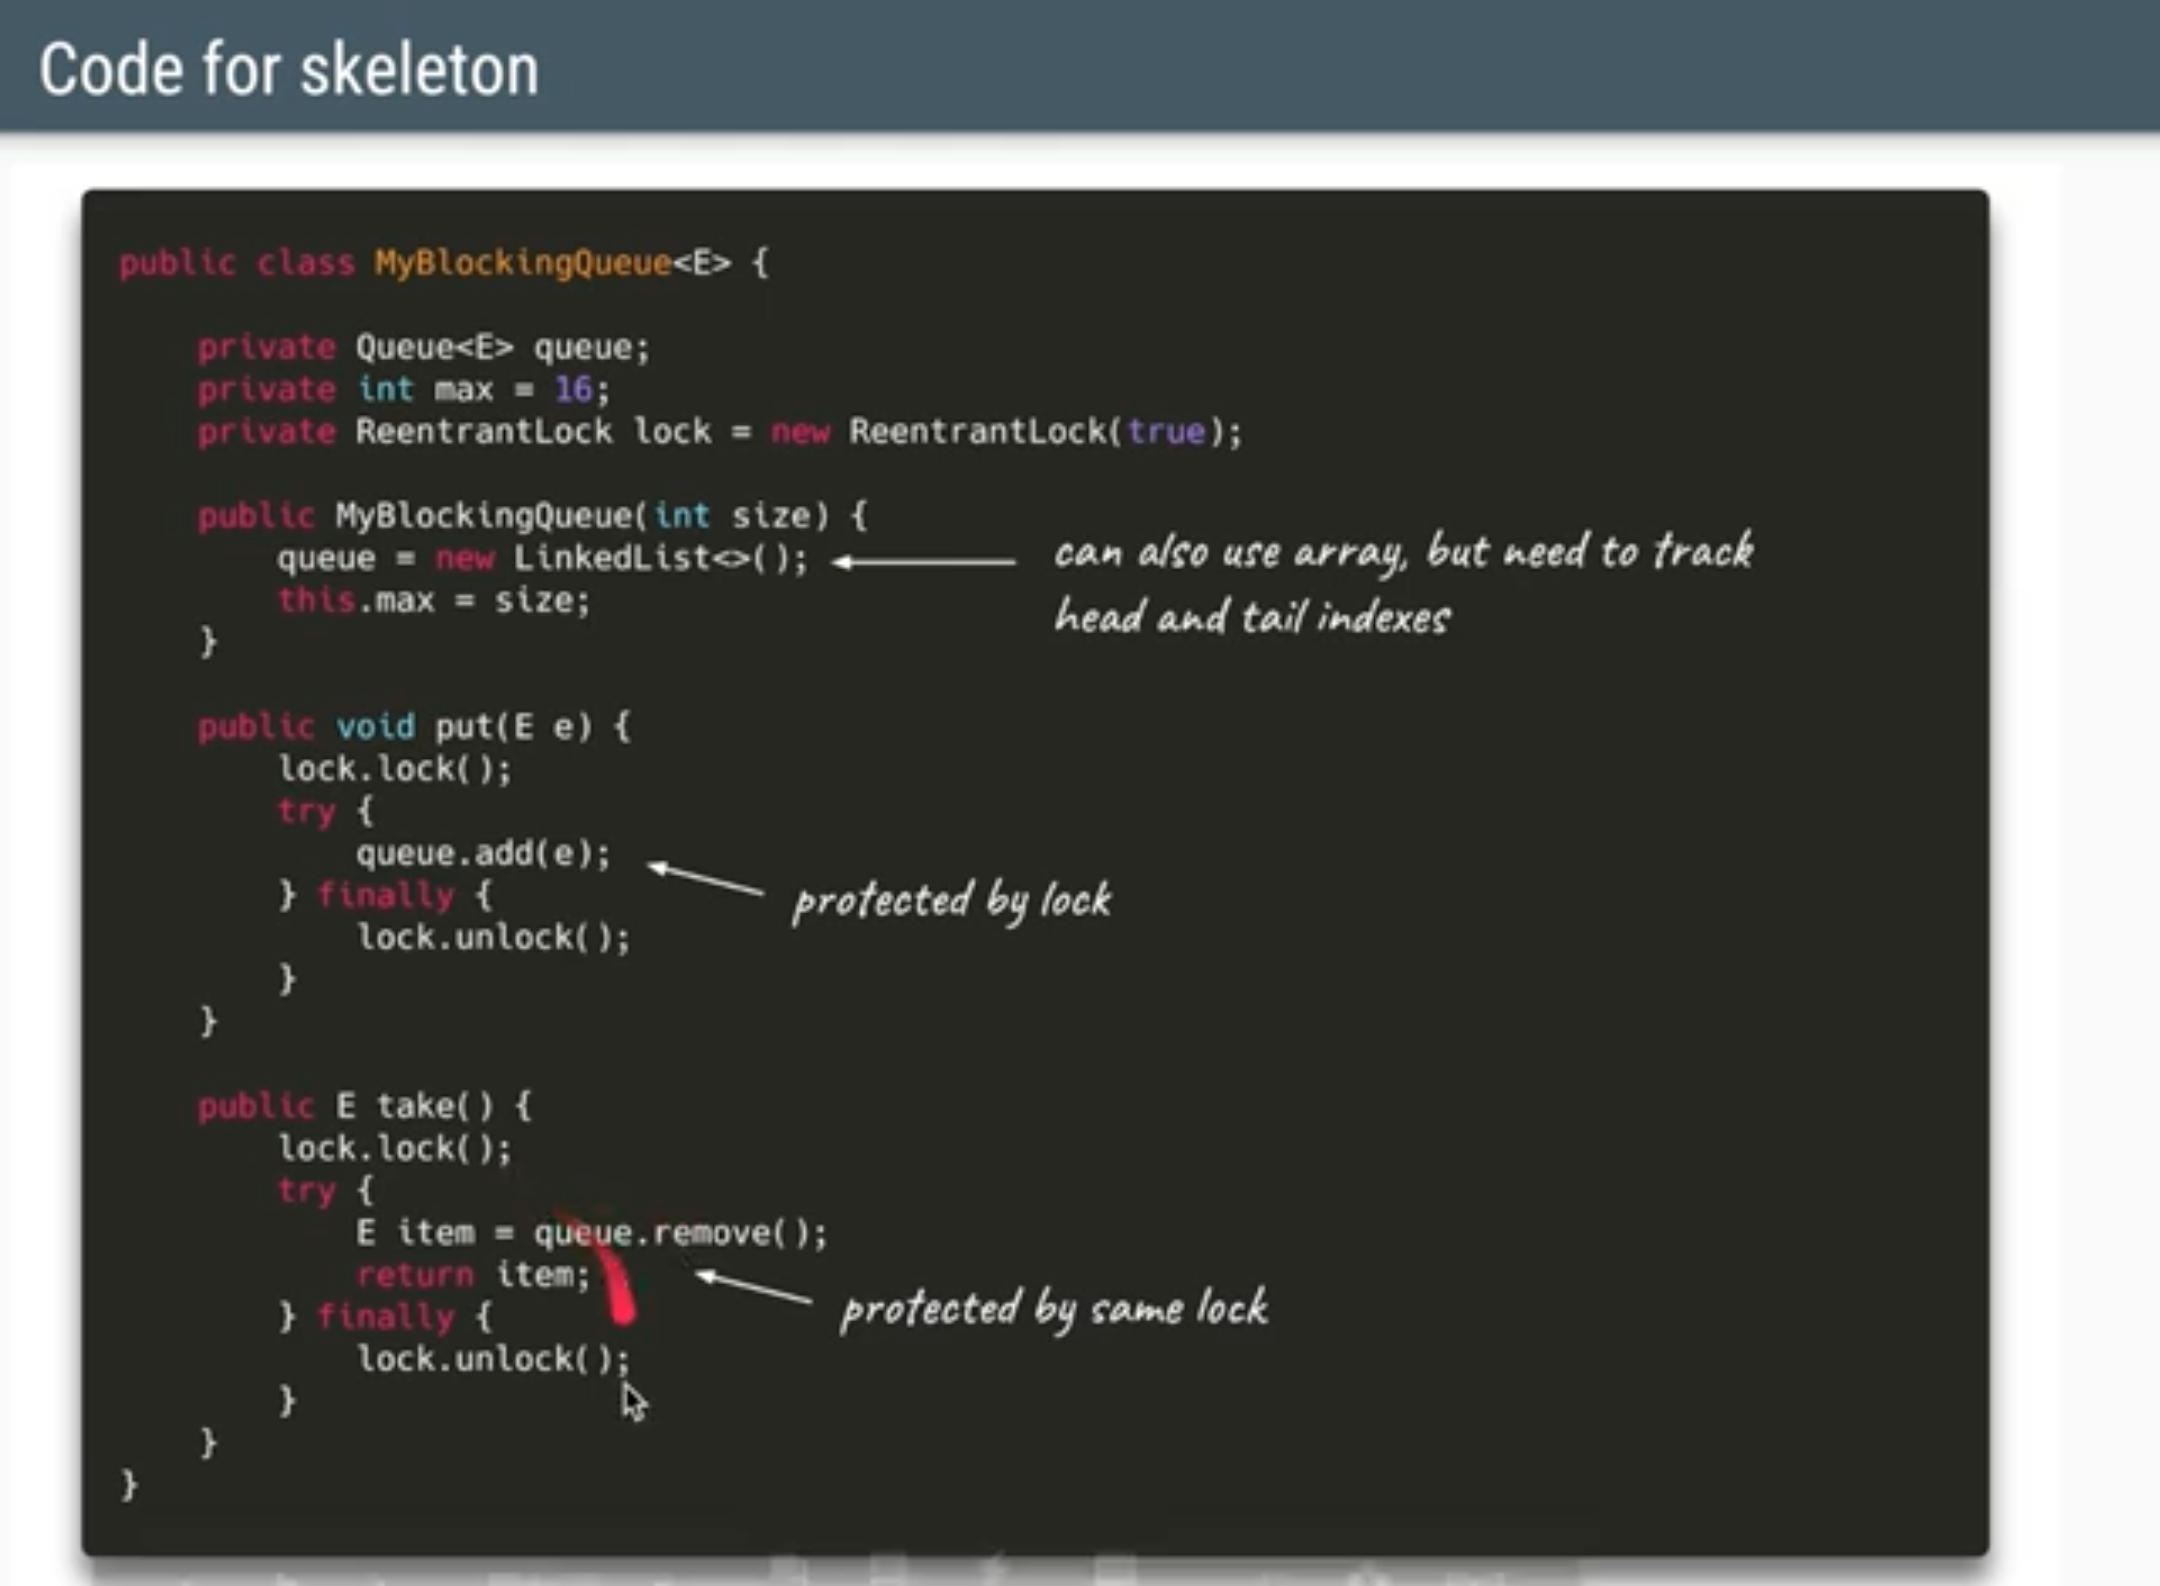 Code for skeleton
public class MyBlockingQueue<E> {
private Queue<E> queue;
private int max = 16;
private ReentrantLock lock = new ReentrantLock(true);
public MyBlockingQueue(int size) {
queue = new LinkedList<>();
can also use array, but need to track
this.max = size;
head and tail indexes
}
public void put(E e) {
lock.lock();
try {
queue.add(e);
protected by lock
} finally {
lock.unlock();
}
}
public E take() {
lock.lock();
try {
E item = queue.remove();
return item;
protected by same lock
} finally {
lock.unlock();
}
}
}